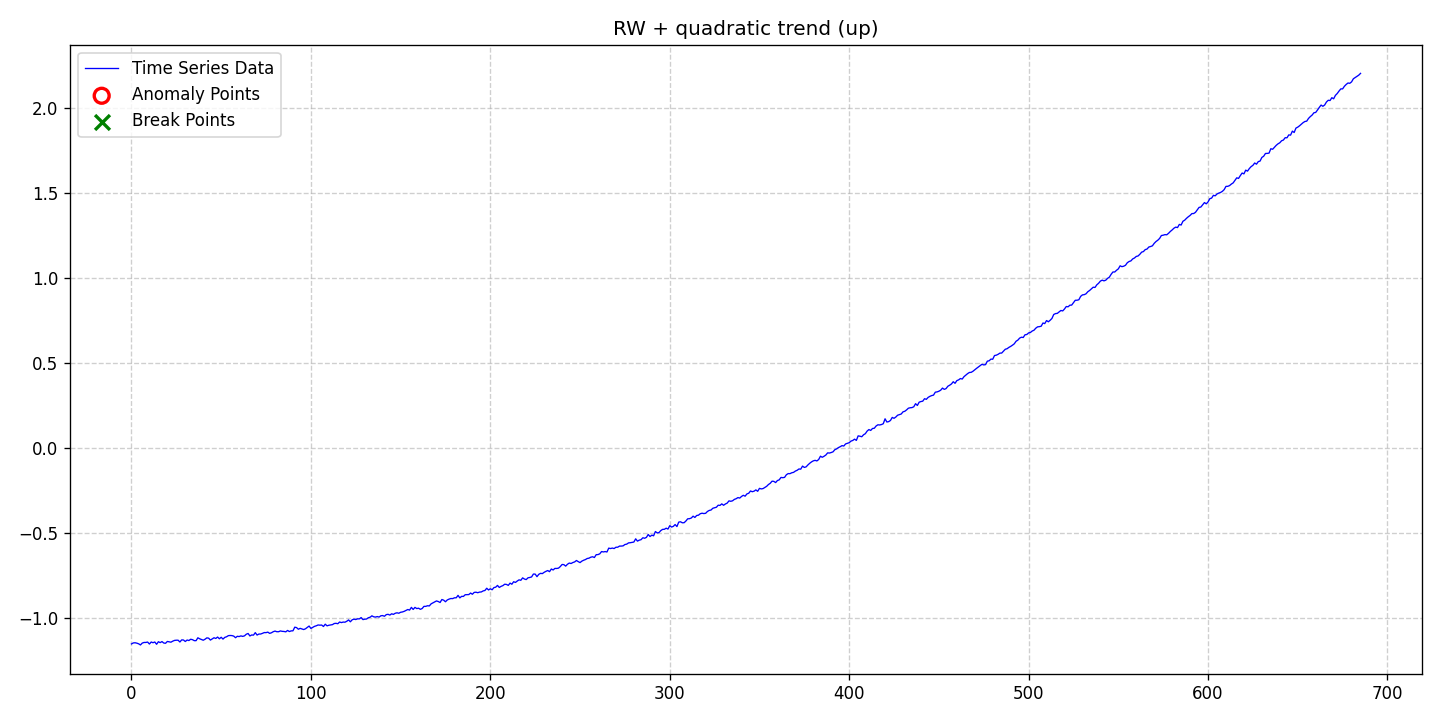 RW + quadratic trend (up)
Time Series Data
Anomaly Points
Break Points
2.0
1.5
1.0
0.5
0.0
−0.5
−1.0
0 100 200 300 400 500 600 700